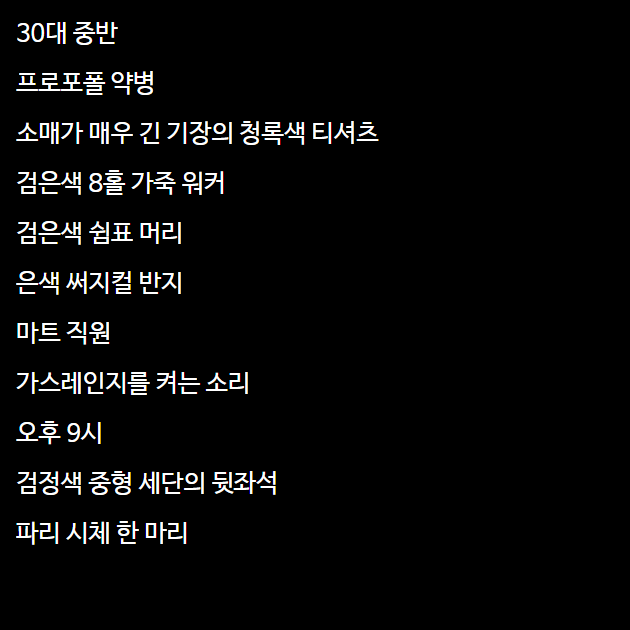 30대 중반
프로포폴 약병
소매가 매우 긴 기장의 청록색 티셔츠
검은색 8홀 가죽 워커
검은색 쉼표 머리
은색 써지컬 반지
마트 직원
가스레인지를 켜는 소리
오후 9시
검정색 중형 세단의 뒷좌석
파리 시체 한 마리